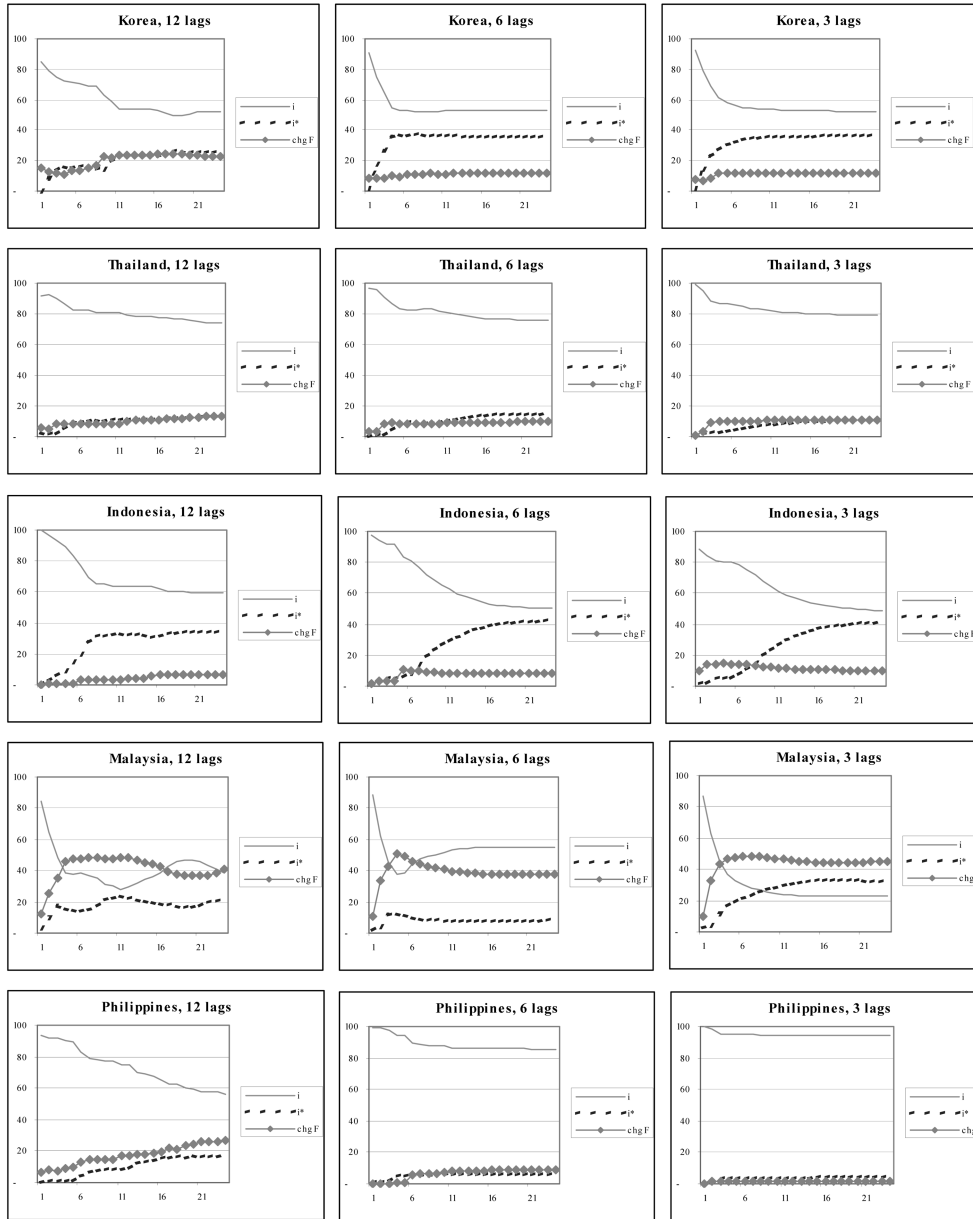 Korea, 12 lags
100
80
60
40
20
-
1 6 11 16 21
i
i*
chg F
Korea, 6 lags
100
80
60
40
20
-
1 6 11 16 21
i
i*
chg F
Korea, 3 lags
100
80
60
40
20
-
1 6 11 16 21
i
i*
chg F
Thailand, 12 lags
100
80
60
40
20
-
1 6 11 16 21
i
i*
chg F
Thailand, 6 lags
100
80
60
40
20
-
1 6 11 16 21
i
i*
chg F
Thailand, 3 lags
100
80
60
40
20
-
1 6 11 16 21
i
i*
chg F
Indonesia, 12 lags
100
80
60
40
20
-
1 6 11 16 21
i
i*
chg F
Indonesia, 6 lags
100
80
60
40
20
-
1 6 11 16 21
i
i*
chg F
Indonesia, 3 lags
100
80
60
40
20
-
1 6 11 16 21
i
i*
chg F
Malaysia, 12 lags
100
80
60
40
20
-
1 6 11 16 21
i
i*
chg F
Malaysia, 6 lags
100
80
60
40
20
-
1 6 11 16 21
i
i*
chg F
Malaysia, 3 lags
100
80
60
40
20
-
1 6 11 16 21
i
i*
chg
Philippines, 12 lags
100
80
60
40
20
-
1 6 11 16 21
i
i*
chg F
Philippines, 6 lags
100
80
60
40
20
-
1 6 11 16 21
i
i*
chg F
Philippines, 3 lags
100
80
60
40
20
-
1 6 11 16 21
i
i*
chg